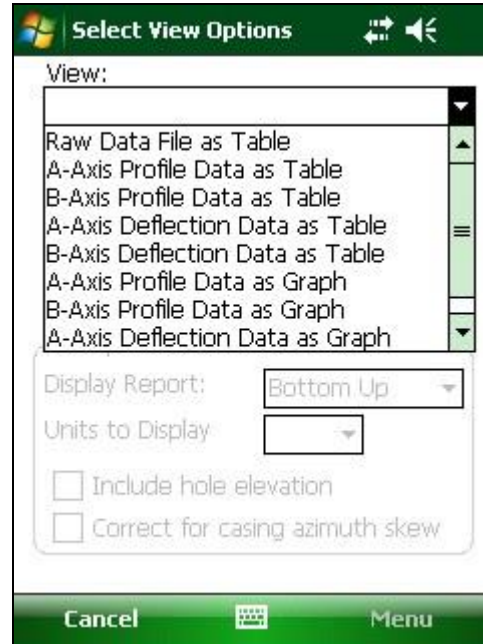 Select View Options
View:
Raw Data File as Table
A-Axis Profile Data as Table
B-Axis Profile Data as Table
A-Axis Deflection Data as Table
B-Axis Deflection Data as Table
A-Axis Profile Data as Graph
B-Axis Profile Data as Graph
A-Axis Deflection Data as Graph
Display Report: Bottom Up
Units to Display
Include hole elevation
Correct for casing azimuth skew
Cancel Menu